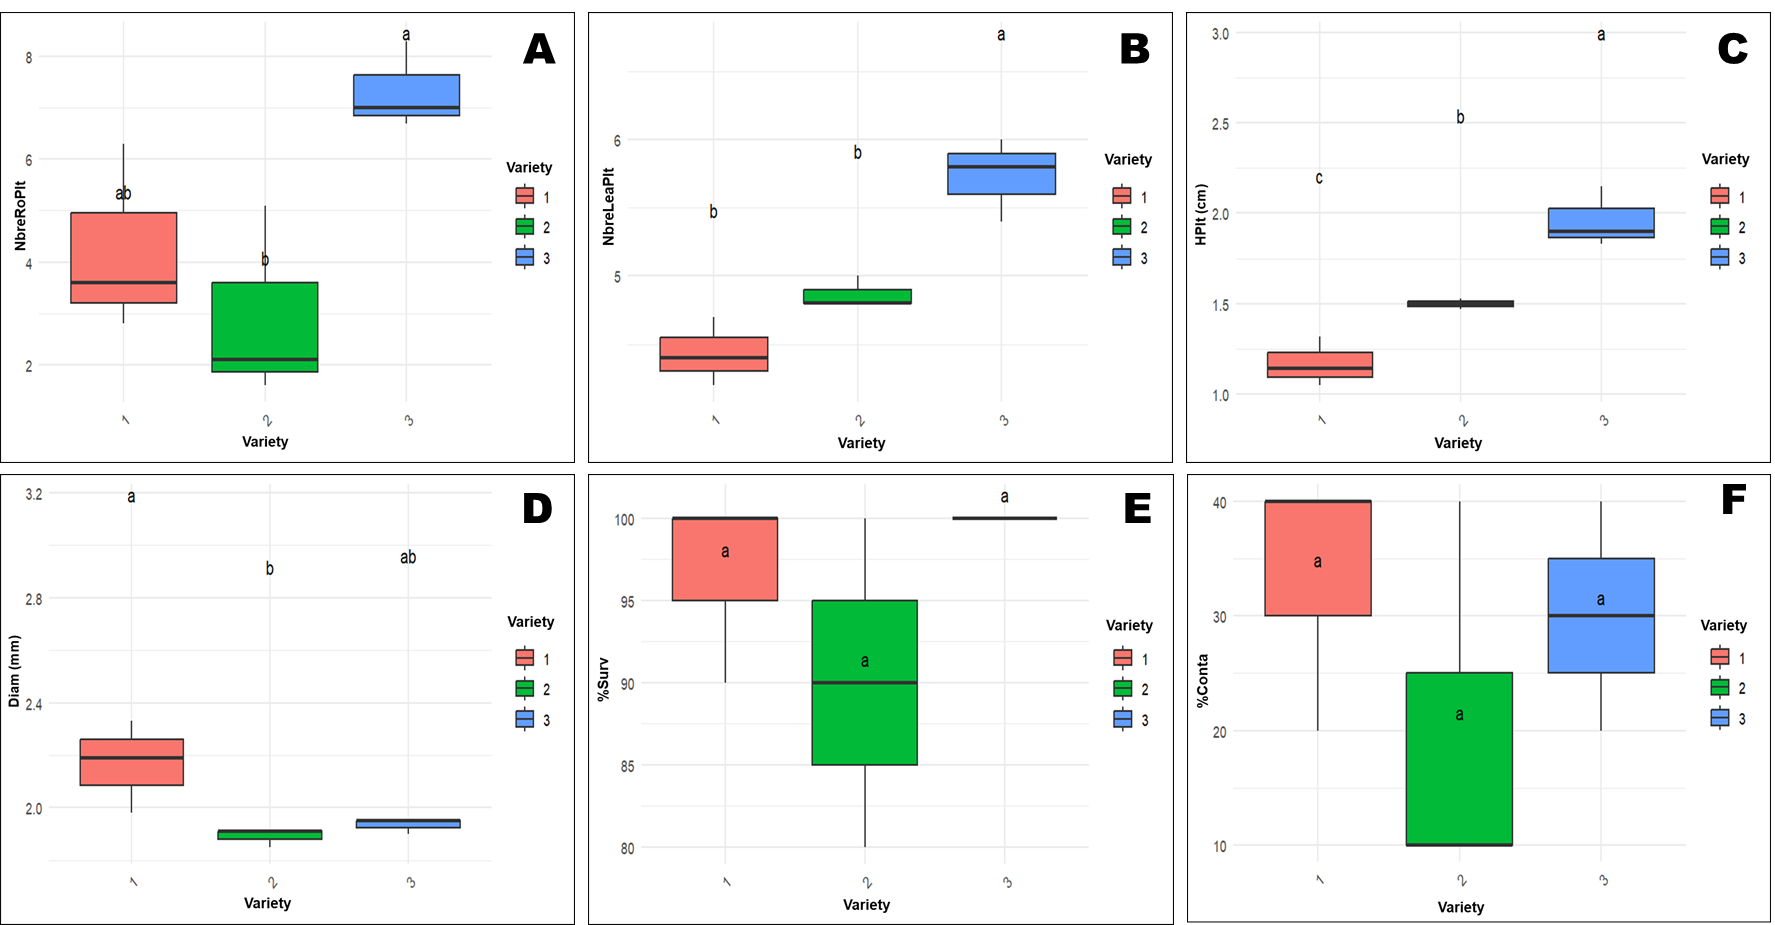 A
NbreRoPlt
8
6
4
2
ab
b
a
1
2
3
Variety
Variety
1
2
3
B
NbreLeaPlt
6
5
b
b
a
1
2
3
Variety
Variety
1
2
3
C
HPlt (cm)
3.0
2.5
2.0
1.5
1.0
c
b
a
1
2
3
Variety
Variety
1
2
3
D
Diam (mm)
3.2
2.8
2.4
2.0
a
b
ab
1
2
3
Variety
Variety
1
2
3
E
%Surv
100
95
90
85
80
a
a
a
1
2
3
Variety
Variety
1
2
3
F
%Conta
40
30
20
10
a
a
a
1
2
3
Variety
Variety
1
2
3